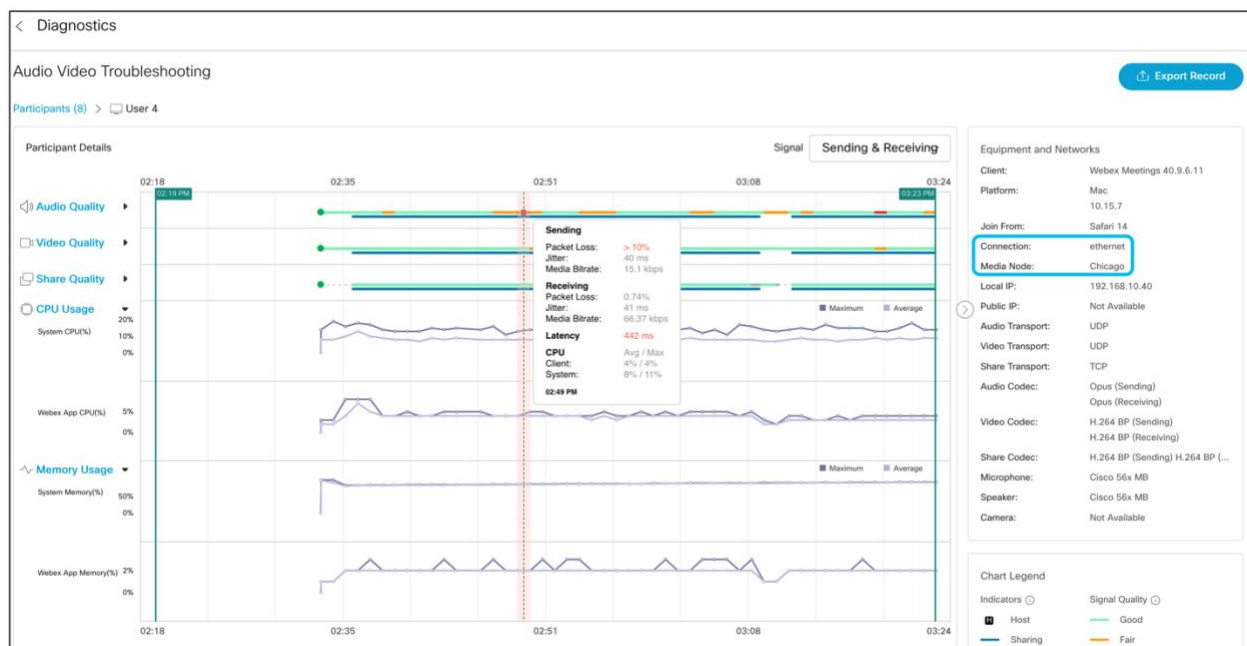 Diagnostics
Audio Video Troubleshooting
Export Record
Participants (8) > User 4
Participant Details
Signal
Sending & Receiving
02:18
02:35
02:51
03:08
03:24
02:19 PM
03:23 PM
Audio Quality
Video Quality
Share Quality
CPU Usage
Maximum
Average
System CPU(%)
20%
10%
0%
Webex App CPU(%)
5%
0%
Memory Usage
Maximum
Average
System Memory(%)
50%
0%
Webex App Memory(%)
2%
0%
02:18
02:35
02:51
03:08
03:24
Sending
Packet Loss: > 10%
Jitter: 40 ms
Media Bitrate: 15.1 kbps
Receiving
Packet Loss: 0.74%
Jitter: 41 ms
Media Bitrate: 66.37 kbps
Latency 442 ms
CPU Avg / Max
Client: 4% / 4%
System: 8% / 11%
02:49 PM
Equipment and Networks
Client: Webex Meetings 40.9.6.11
Platform: Mac
10.15.7
Join From: Safari 14
Connection: ethernet
Media Node: Chicago
Local IP: 192.168.10.40
Public IP: Not Available
Audio Transport: UDP
Video Transport: UDP
Share Transport: TCP
Audio Codec: Opus (Sending)
Opus (Receiving)
Video Codec: H.264 BP (Sending)
H.264 BP (Receiving)
Share Codec: H.264 BP (Sending) H.264 BP (...
Microphone: Cisco 56x MB
Speaker: Cisco 56x MB
Camera: Not Available
Chart Legend
Indicators
Signal Quality
H Host
Good
Sharing
Fair